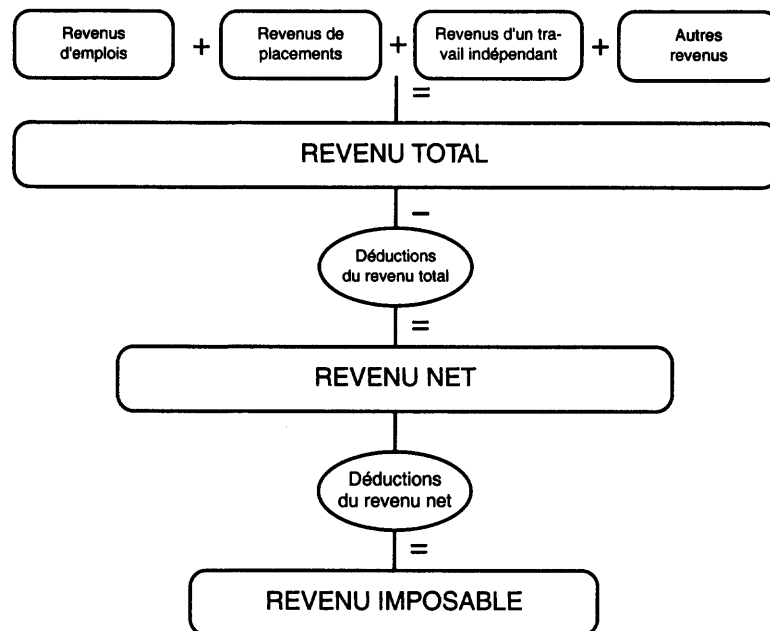 Revenus
d'emplois
+
Revenus de
placements
+
Revenus d'un tra-
vail indépendant
+
Autres
revenus
=
REVENU TOTAL
–
Déductions
du revenu total
=
REVENU NET
Déductions
du revenu net
=
REVENU IMPOSABLE